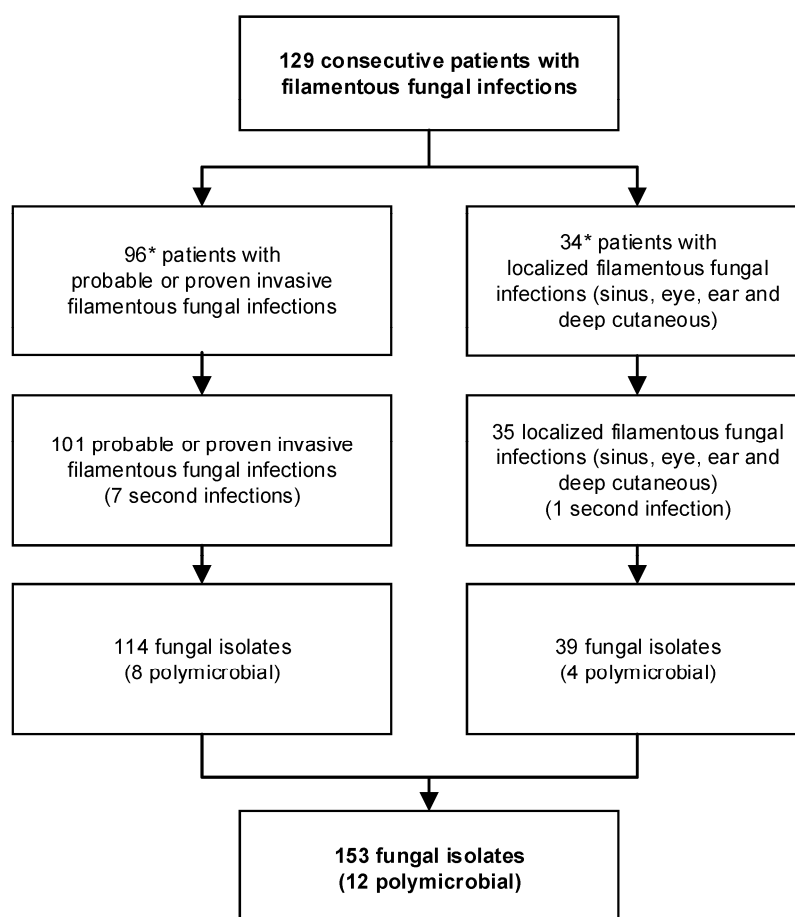 129 consecutive patients with
filamentous fungal infections
96* patients with
probable or proven invasive
filamentous fungal infections
34* patients with
localized filamentous fungal
infections (sinus, eye, ear and
deep cutaneous)
101 probable or proven invasive
filamentous fungal infections
(7 second infections)
35 localized filamentous fungal
infections (sinus, eye, ear and
deep cutaneous)
(1 second infection)
114 fungal isolates
(8 polymicrobial)
39 fungal isolates
(4 polymicrobial)
153 fungal isolates
(12 polymicrobial)